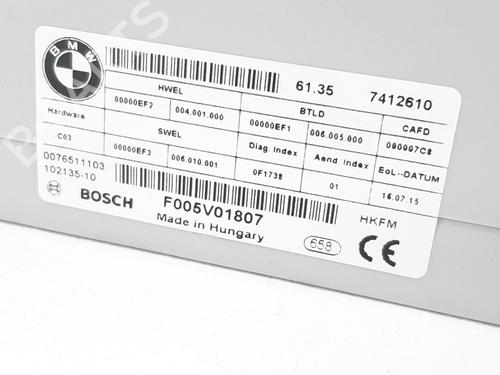 BMW
61.35 7412610
HWEL BTLD CAFD
00000EF2 004.001.000 00000EF1 006.005.000 000007C8
Hardware SWEL Diag.Index Aend.Index EoL--DATUM
C03 00000EF3 006.010.001 0F1738 01 16.07.15
0076511103
102135-10
BOSCH F005V01807 HKFM
Made in Hungary 658 CE